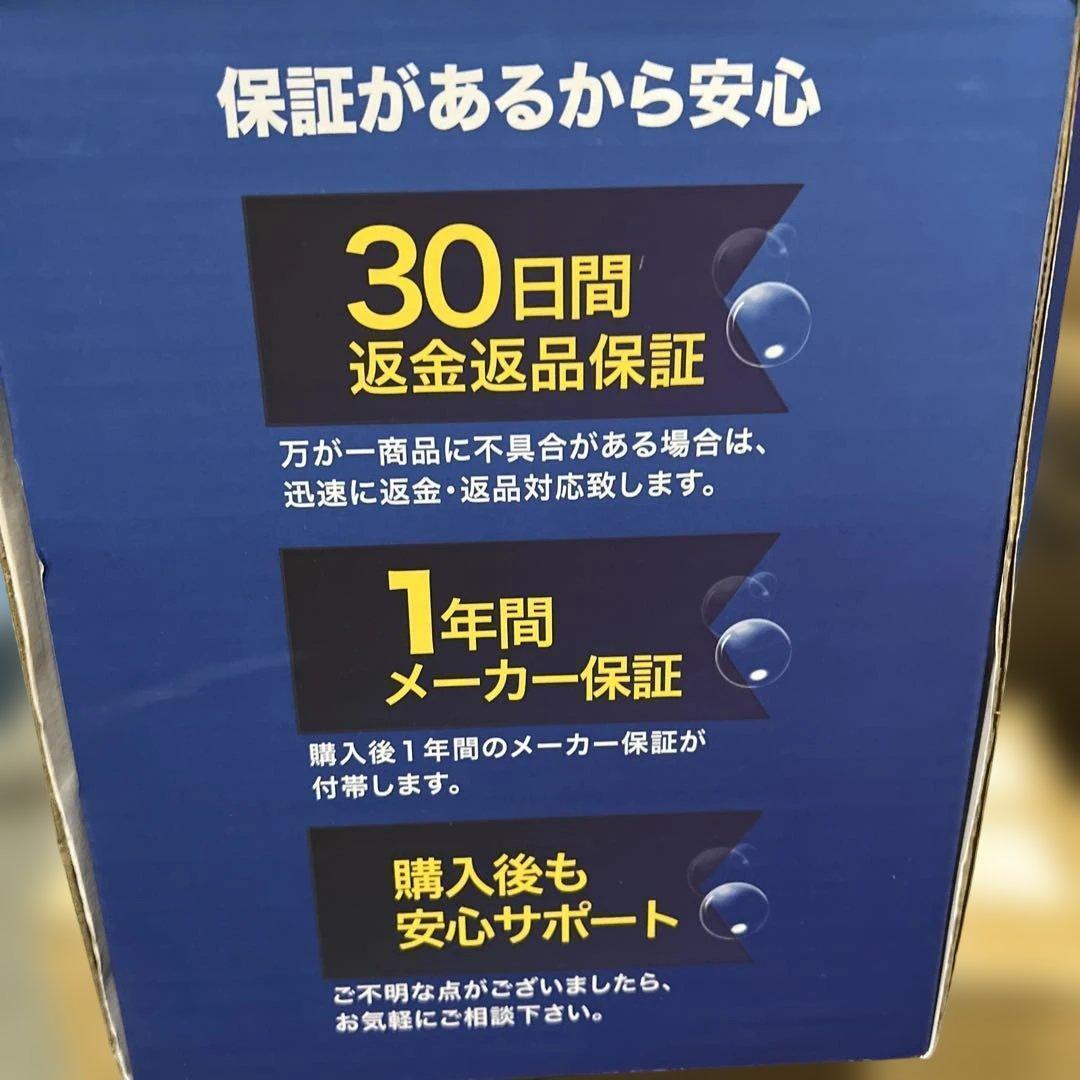 保証があるから安心
30日間
返金返品保証
万が一商品に不具合がある場合は、
迅速に返金・返品対応致します。
1年間
メーカー保証
購入後1年間のメーカー保証が
付帯します。
購入後も
安心サポート
ご不明な点がございましたら、
お気軽にご相談下さい。